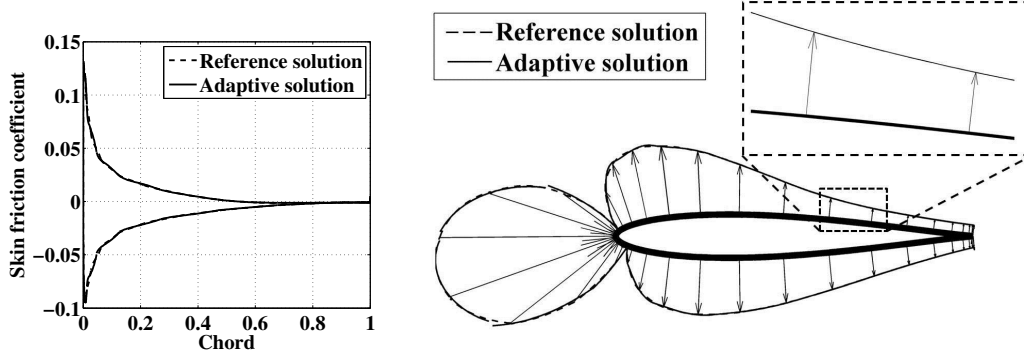 0.15
0.1
0.05
0
−0.05
−0.1
Skin friction coefficient
Reference solution
Adaptive solution
0 0.2 0.4 0.6 0.8 1
Chord
Reference solution
Adaptive solution